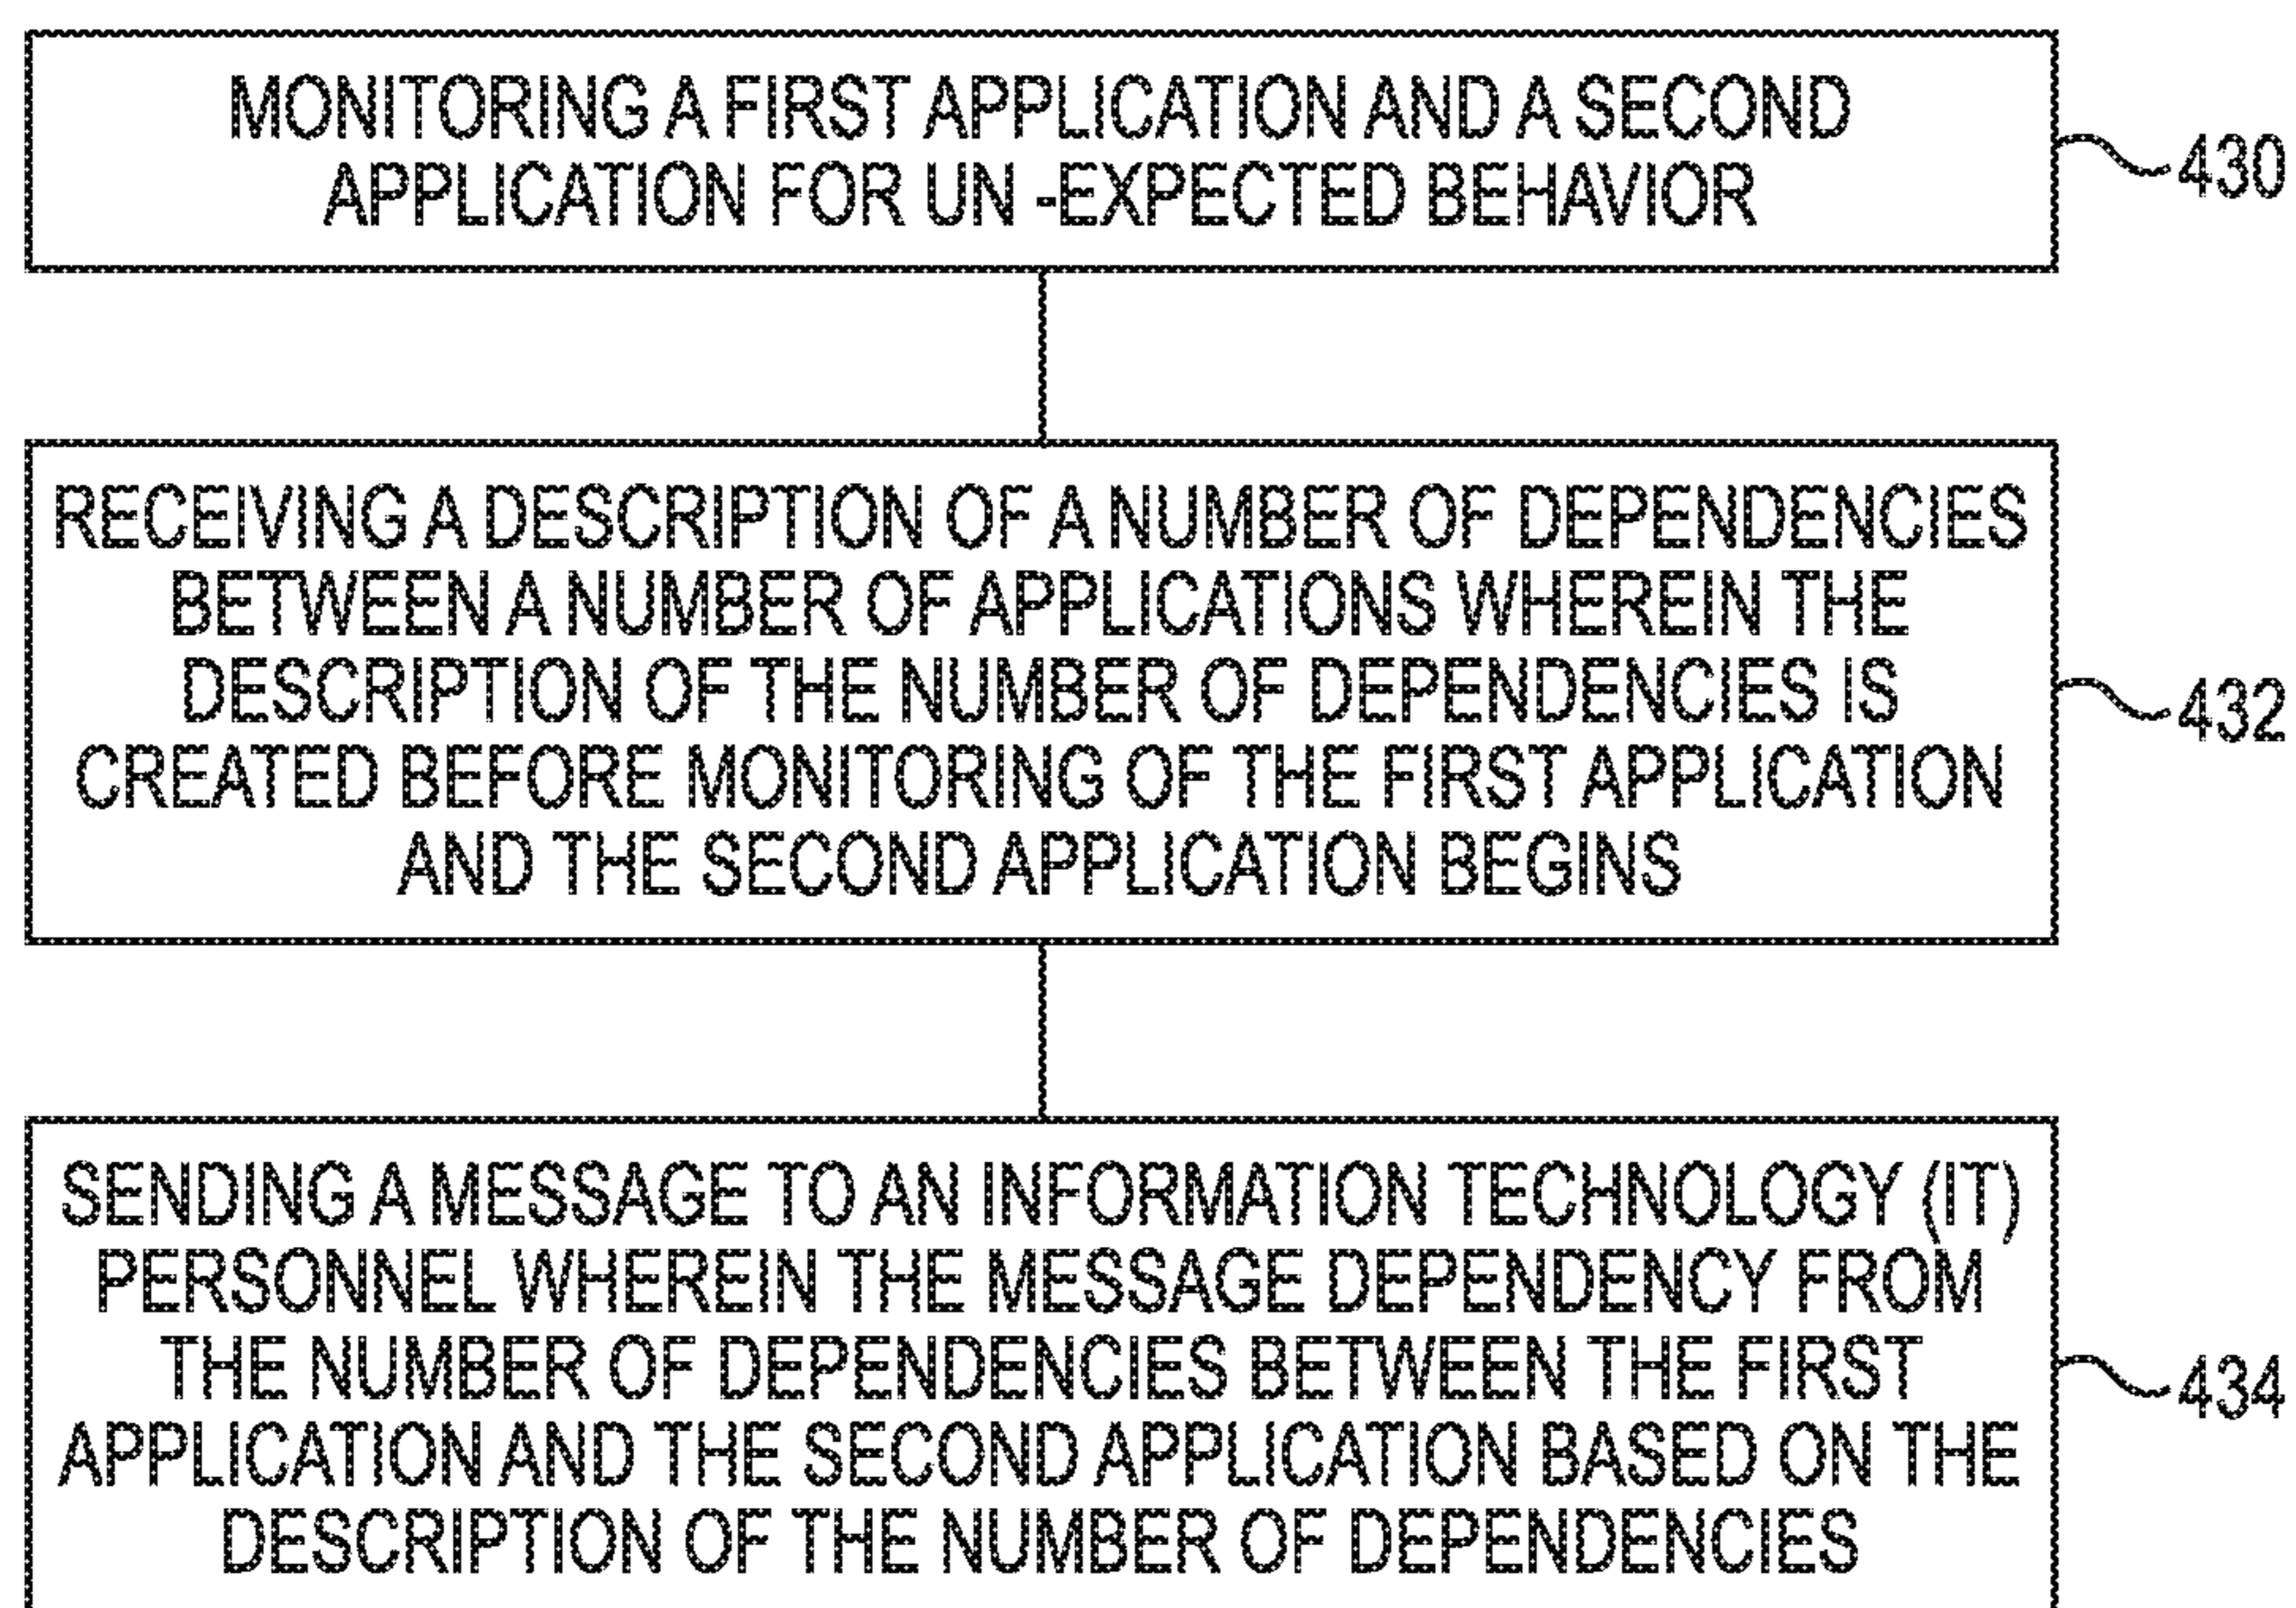 MONITORING A FIRST APPLICATION AND A SECOND
APPLICATION FOR UN -EXPECTED BEHAVIOR
430
RECEIVING A DESCRIPTION OF A NUMBER OF DEPENDENCIES
BETWEEN A NUMBER OF APPLICATIONS WHEREIN THE
DESCRIPTION OF THE NUMBER OF DEPENDENCIES IS
CREATED BEFORE MONITORING OF THE FIRST APPLICATION
AND THE SECOND APPLICATION BEGINS
432
SENDING A MESSAGE TO AN INFORMATION TECHNOLOGY (IT)
PERSONNEL WHEREIN THE MESSAGE DEPENDENCY FROM
THE NUMBER OF DEPENDENCIES BETWEEN THE FIRST
APPLICATION AND THE SECOND APPLICATION BASED ON THE
DESCRIPTION OF THE NUMBER OF DEPENDENCIES
434